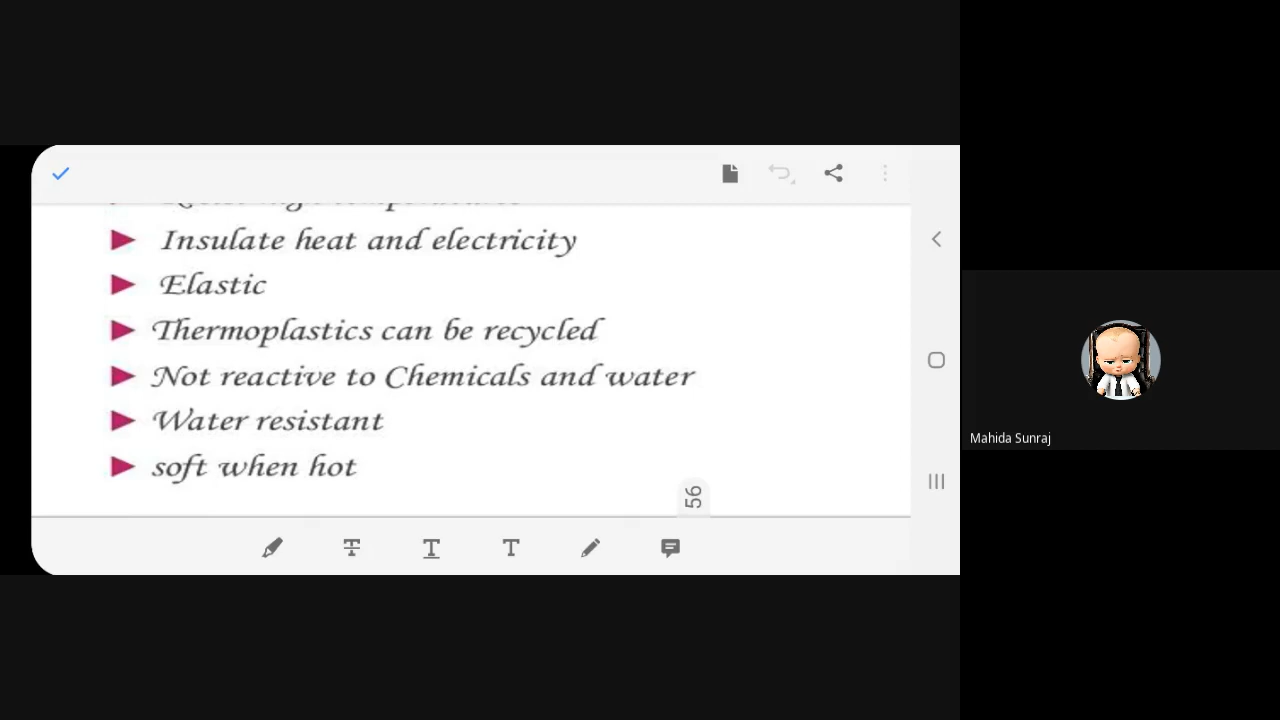 Insulate heat and electricity
Elastic
Thermoplastics can be recycled
Not reactive to Chemicals and water
Water resistant
soft when hot
56
Mahida Sunraj